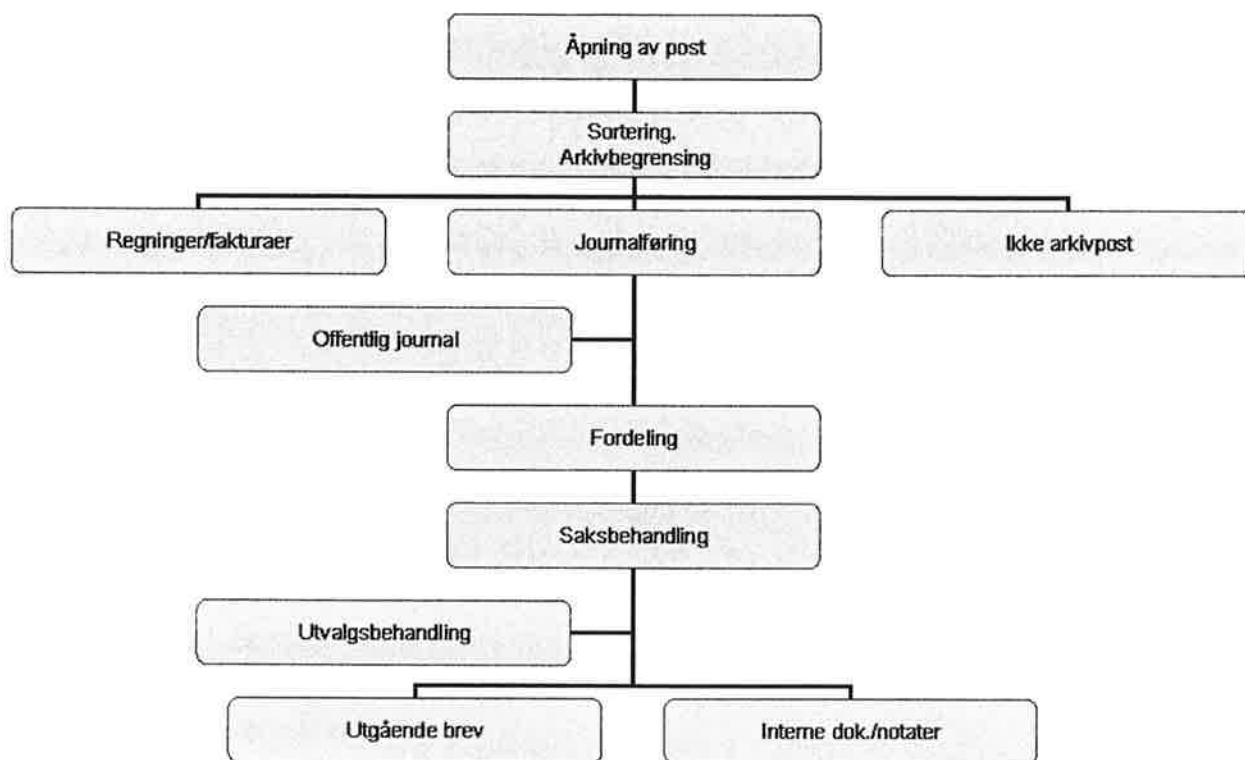 Åpning av post
Sortering.
Arkivbegrensing
Regninger/fakturaer
Journalføring
Ikke arkivpost
Offentlig journal
Fordeling
Saksbehandling
Utvalgsbehandling
Utgående brev
Interne dok./notater